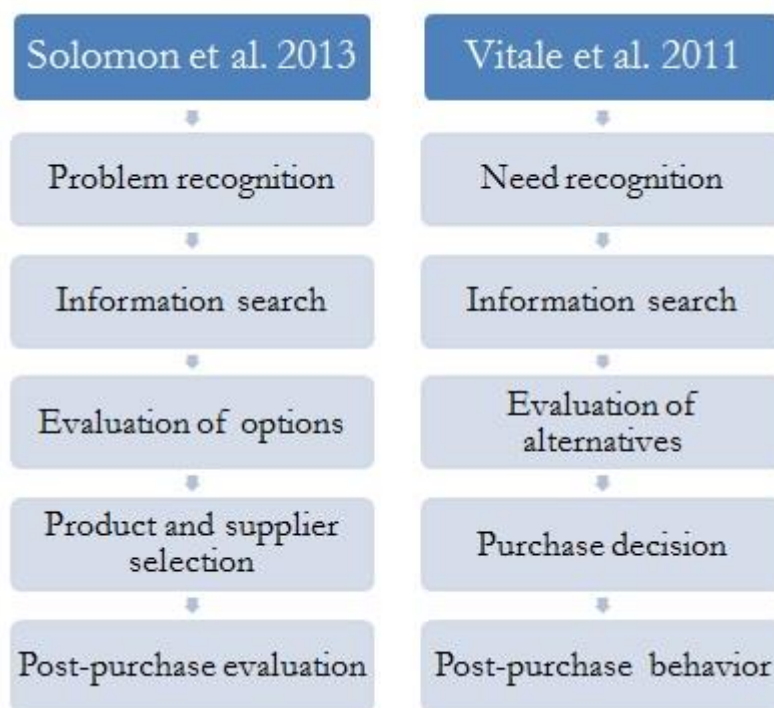 Solomon et al. 2013
Problem recognition
Information search
Evaluation of options
Product and supplier
selection
Post-purchase evaluation
Vitale et al. 2011
Need recognition
Information search
Evaluation of
alternatives
Purchase decision
Post-purchase behavior